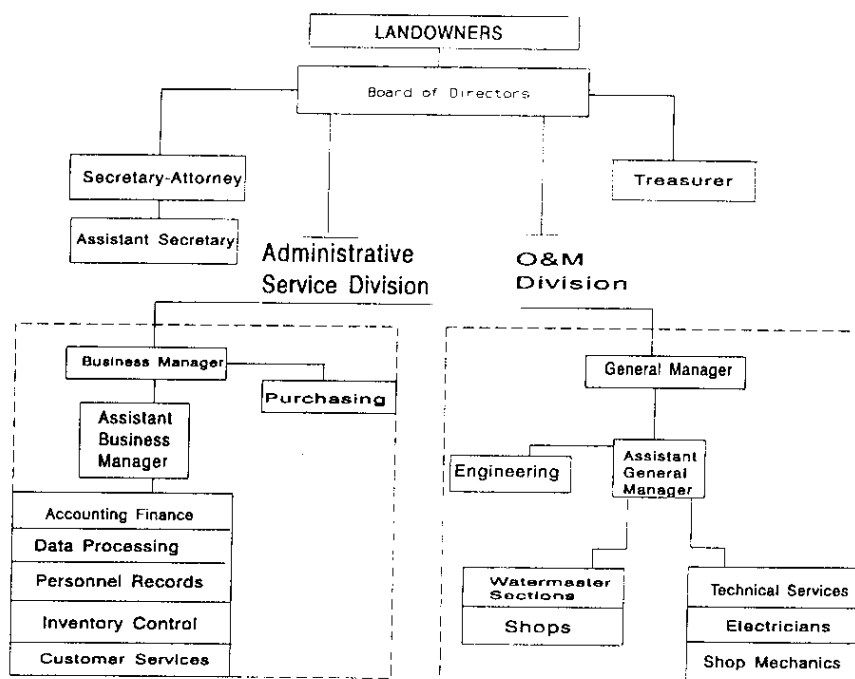 LANDOWNERS
Board of Directors
Secretary-Attorney
Treasurer
Assistant Secretary
Administrative
Service Division
O&M
Division
Business Manager
Purchasing
Assistant
Business
Manager
Accounting Finance
Data Processing
Personnel Records
Inventory Control
Customer Services
General Manager
Engineering
Assistant
General
Manager
Watermaster
Sections
Shops
Technical Services
Electricians
Shop Mechanics